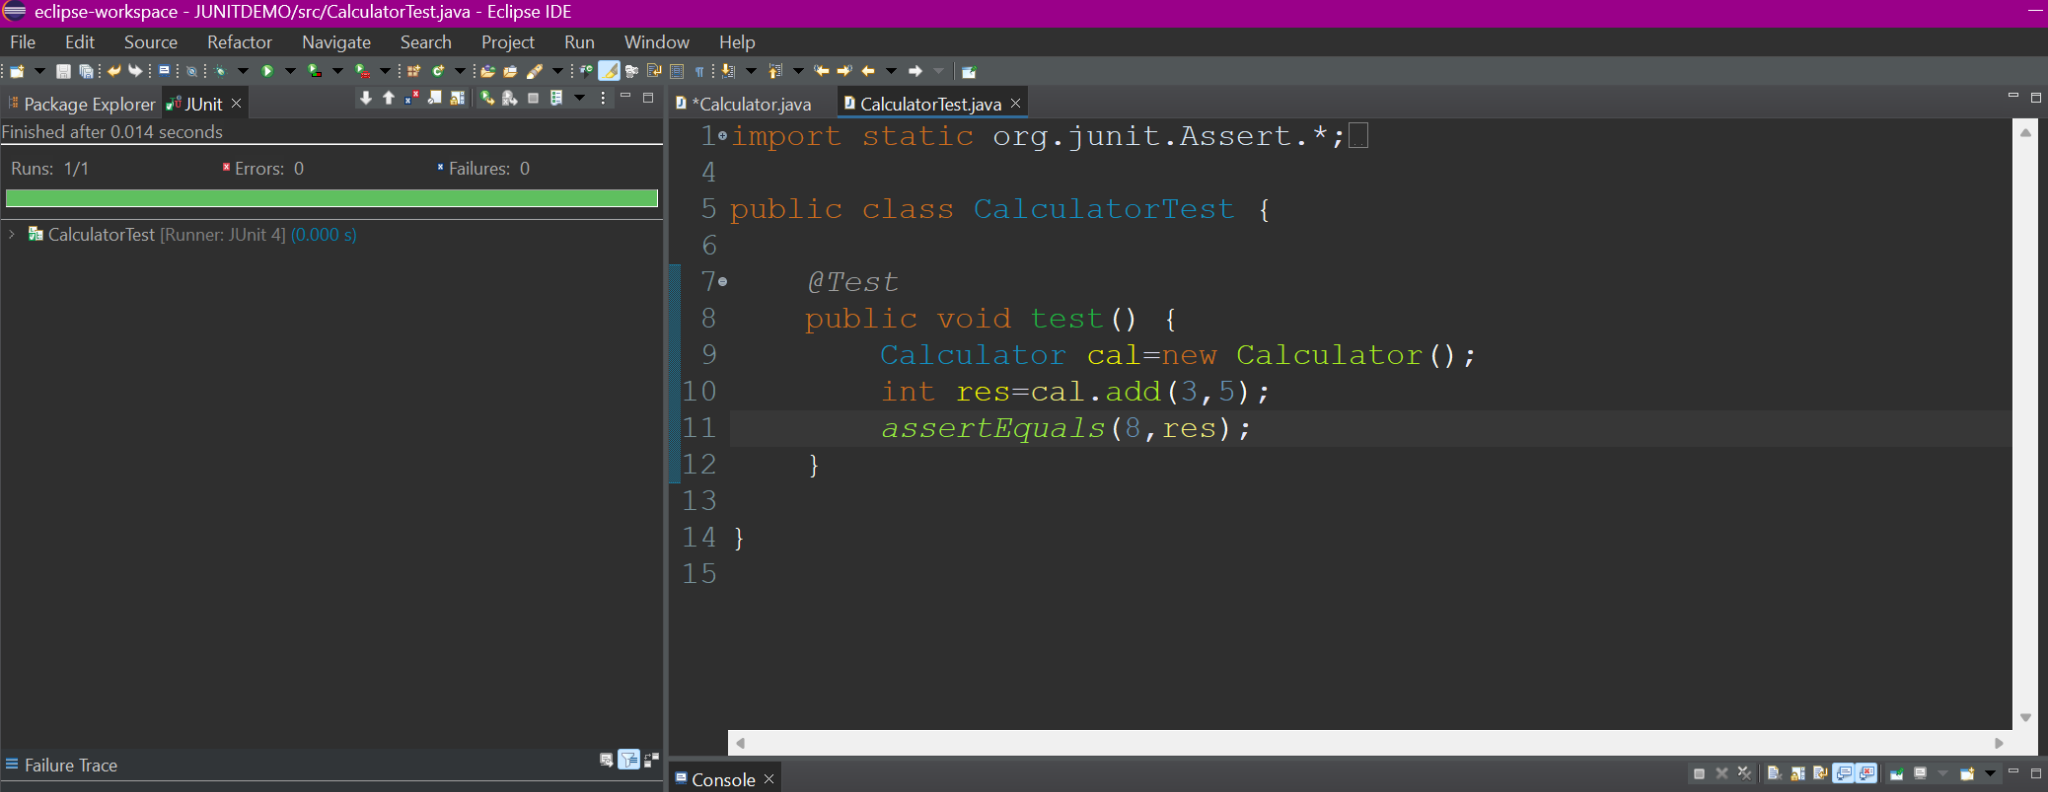 eclipse-workspace - JUNITDEMO/src/CalculatorTest.java - Eclipse IDE
File Edit Source Refactor Navigate Search Project Run Window Help
Package Explorer JUnit
Finished after 0.014 seconds
Runs: 1/1 Errors: 0 Failures: 0
CalculatorTest [Runner: JUnit 4] (0.000 s)
Failure Trace
*Calculator.java CalculatorTest.java
1 import static org.junit.Assert.*;
4
5 public class CalculatorTest {
6
7 @Test
8 public void test() {
9 Calculator cal=new Calculator();
10 int res=cal.add(3,5);
11 assertEquals(8,res);
12 }
13
14 }
15
Console